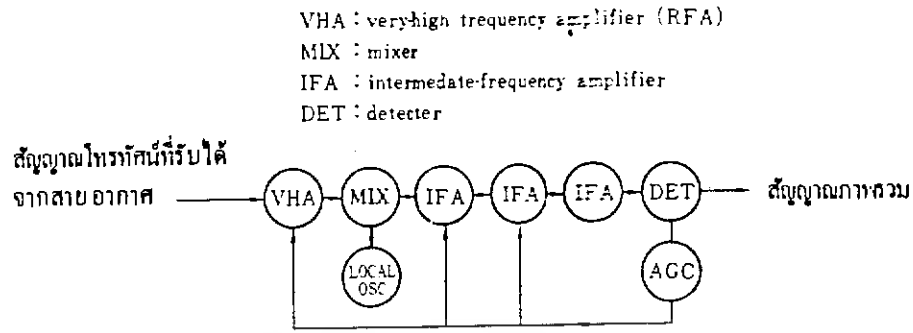 VHA : very-high frequency amplifier (RFA)
MIX : mixer
IFA : intermedate-frequency amplifier
DET : detecter
สัญญาณโทรทัศน์ที่รับได้
จากสายอากาศ
VHA
MIX
IFA
IFA
IFA
DET
สัญญาณภาพรวม
LOCAL
OSC
AGC